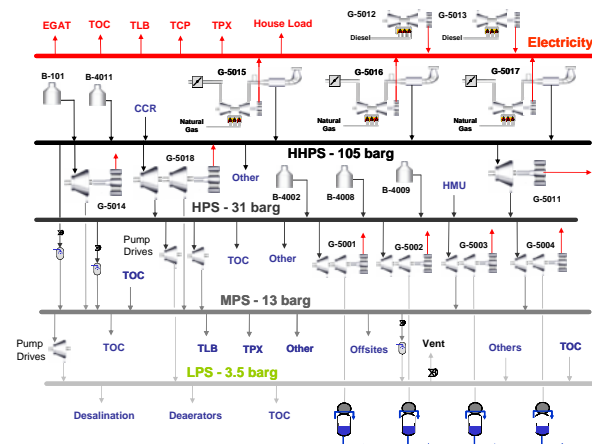 EGAT TOC TLB TCP TPX House Load G-5012 G-5013
Diesel Diesel
Electricity
B-101 B-4011 G-5015 G-5016 G-5017
CCR
Natural
Gas
Natural
Gas
Natural
Gas
HHPS - 105 barg
G-5018
Other
G-5014
B-4002 B-4008 B-4009 HMU G-5011
HPS - 31 barg
Pump
Drives
TOC Other G-5001 G-5002 G-5003 G-5004
TOC
MPS - 13 barg
Pump
Drives
TOC TLB TPX Other Offsites Vent Others TOC
LPS - 3.5 barg
Desalination Deaerators TOC